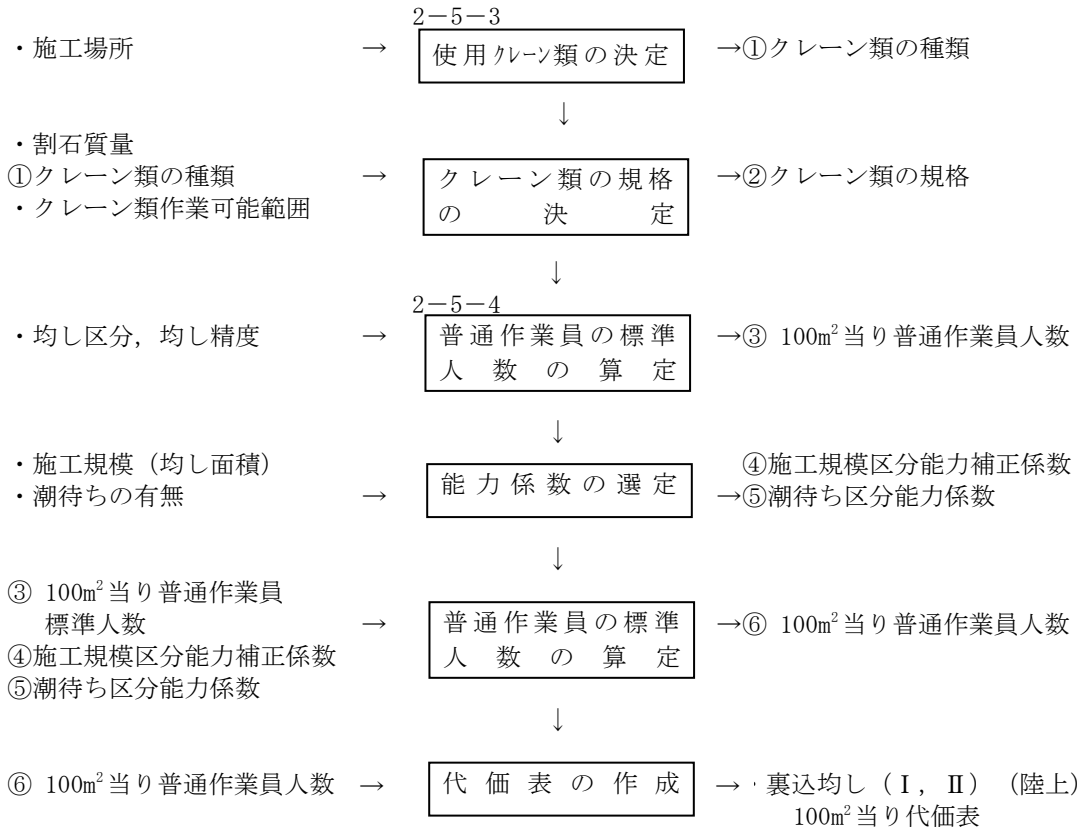 2－5－3
・施工場所 → 使用クレーン類の決定 →①クレーン類の種類
↓
・割石質量
①クレーン類の種類 → クレーン類の規格 →②クレーン類の規格
・クレーン類作業可能範囲 の決定
↓
2－5－4
・均し区分，均し精度 → 普通作業員の標準 →③ 100m²当り普通作業員人数
人数の算定
↓
・施工規模（均し面積） ④施工規模区分能力補正係数
・潮待ちの有無 → 能力係数の選定 →⑤潮待ち区分能力係数
↓
③ 100m²当り普通作業員
標準人数 → 普通作業員の標準 →⑥ 100m²当り普通作業員人数
④施工規模区分能力補正係数 人数の算定
⑤潮待ち区分能力係数
↓
⑥ 100m²当り普通作業員人数 → 代価表の作成 →・裏込均し（Ⅰ，Ⅱ）（陸上）
100m²当り代価表